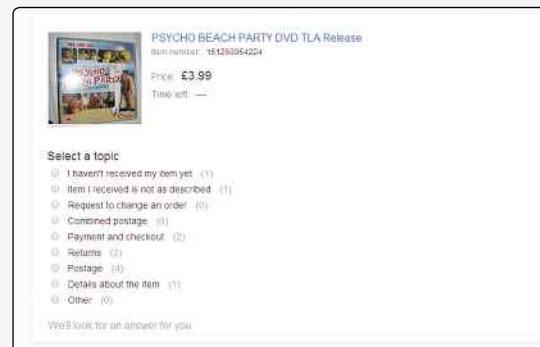 PSYCHO BEACH PARTY DVD TLA Release
Item number: 151260954224
Price: £3.99
Time left: —
Select a topic
I haven't received my item yet (1)
Item I received is not as described (1)
Request to change an order (0)
Combined postage
Payment and checkout (2)
Returns (2)
Postage (4)
Details about the item (1)
Other (0)
We'll look for an answer for you